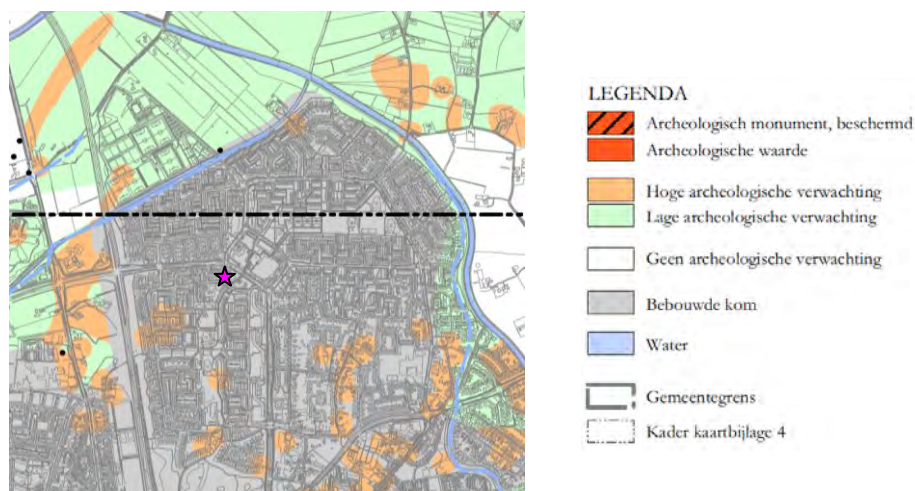 LEGENDA
Archeologisch monument, beschermd
Archeologische waarde
Hoge archeologische verwachting
Lage archeologische verwachting
Geen archeologische verwachting
Bebouwde kom
Water
Gemeentegrens
Kader kaartbijlage 4